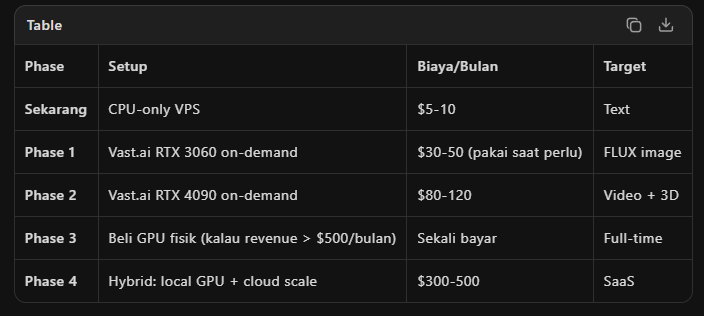 Table
Phase Setup Biaya/Bulan Target
Sekarang CPU-only VPS $5-10 Text
Phase 1 Vast.ai RTX 3060 on-demand $30-50 (pakai saat perlu) FLUX image
Phase 2 Vast.ai RTX 4090 on-demand $80-120 Video + 3D
Phase 3 Beli GPU fisik (kalau revenue > $500/bulan) Sekali bayar Full-time
Phase 4 Hybrid: local GPU + cloud scale $300-500 SaaS